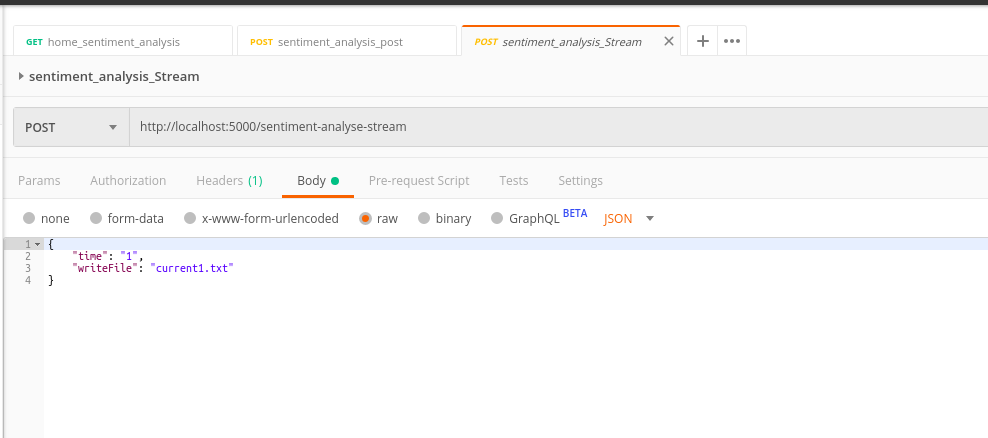 GET home_sentiment_analysis POST sentiment_analysis_post POST sentiment_analysis_Stream
sentiment_analysis_Stream
POST http://localhost:5000/sentiment-analyse-stream
Params Authorization Headers (1) Body Pre-request Script Tests Settings
none form-data x-www-form-urlencoded raw binary GraphQL BETA JSON
1 {
2 "time": "1",
3 "writeFile": "current1.txt"
4 }